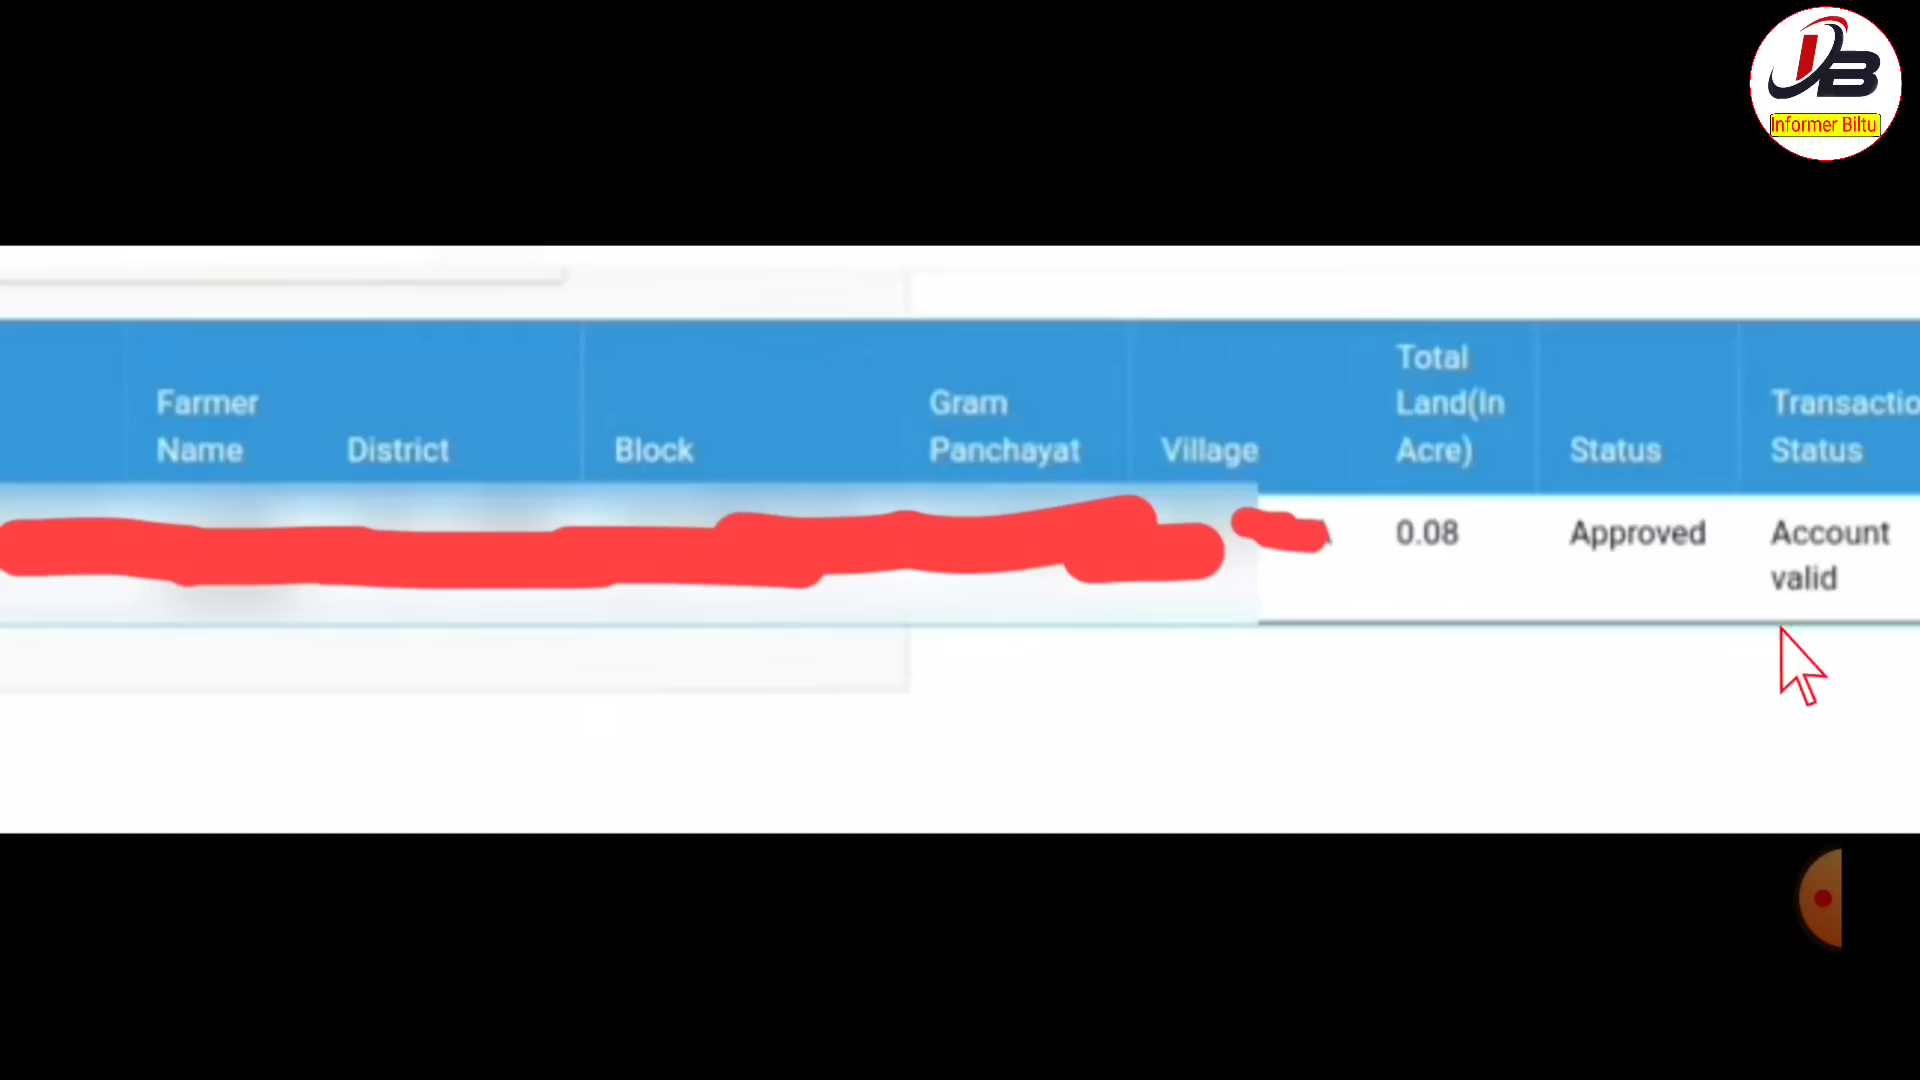 IB
Informer Biltu
Farmer
Name
District
Block
Gram
Panchayat
Village
Total
Land(In
Acre)
Status
Transactio
Status
0.08
Approved
Account
valid